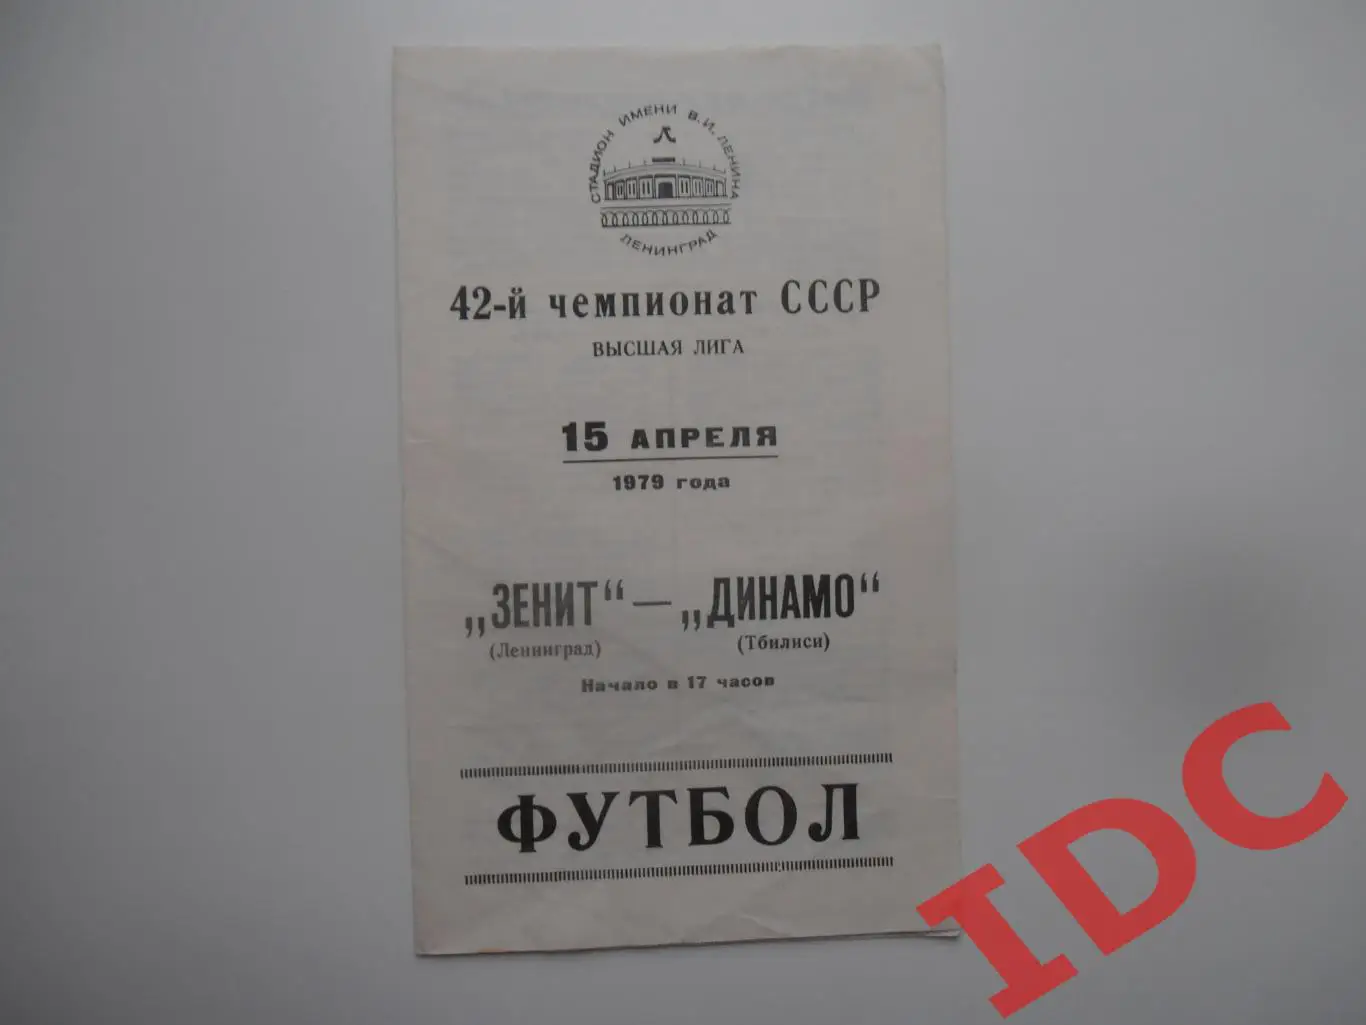 СТАДИОН ИМЕНИ В.И. ЛЕНИНА
Л
ЛЕНИНГРАД
42-й чемпионат СССР
ВЫСШАЯ ЛИГА
15 АПРЕЛЯ
1979 года
„ЗЕНИТ“ — „ДИНАМО“
(Ленинград) (Тбилиси)
Начало в 17 часов
ФУТБОЛ
IDC